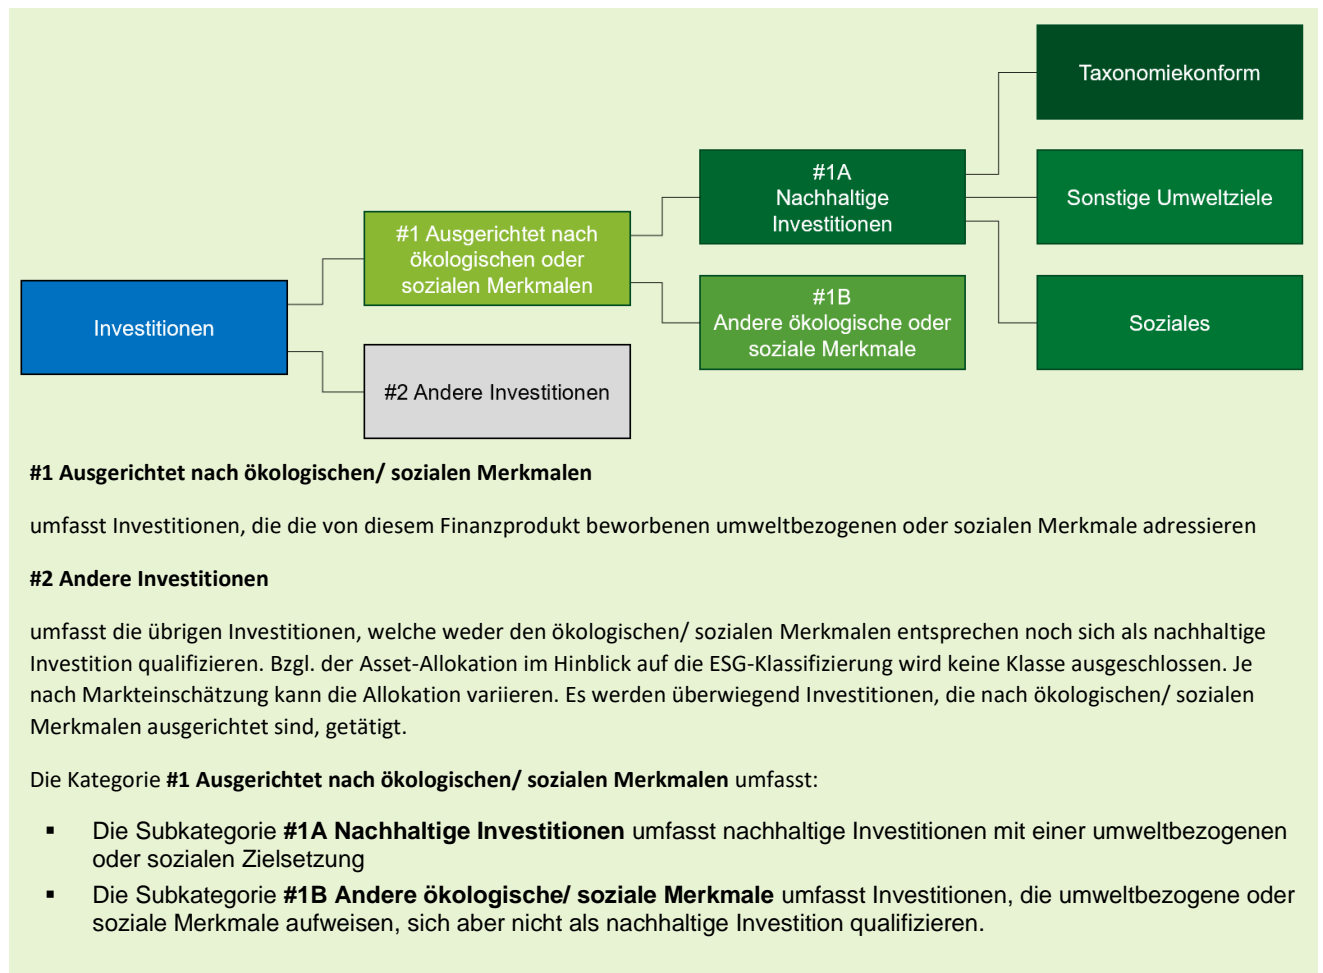 Taxonomiekonform
#1A
Nachhaltige
Investitionen
Sonstige Umweltziele
#1 Ausgerichtet nach
ökologischen oder
sozialen Merkmalen
#1B
Andere ökologische oder
soziale Merkmale
Soziales
Investitionen
#2 Andere Investitionen
#1 Ausgerichtet nach ökologischen/ sozialen Merkmalen
umfasst Investitionen, die die von diesem Finanzprodukt beworbenen umweltbezogenen oder sozialen Merkmale adressieren
#2 Andere Investitionen
umfasst die übrigen Investitionen, welche weder den ökologischen/ sozialen Merkmalen entsprechen noch sich als nachhaltige
Investition qualifizieren. Bzgl. der Asset-Allokation im Hinblick auf die ESG-Klassifizierung wird keine Klasse ausgeschlossen. Je
nach Markteinschätzung kann die Allokation variieren. Es werden überwiegend Investitionen, die nach ökologischen/ sozialen
Merkmalen ausgerichtet sind, getätigt.
Die Kategorie #1 Ausgerichtet nach ökologischen/ sozialen Merkmalen umfasst:
▪ Die Subkategorie #1A Nachhaltige Investitionen umfasst nachhaltige Investitionen mit einer umweltbezogenen
oder sozialen Zielsetzung
▪ Die Subkategorie #1B Andere ökologische/ soziale Merkmale umfasst Investitionen, die umweltbezogene oder
soziale Merkmale aufweisen, sich aber nicht als nachhaltige Investition qualifizieren.